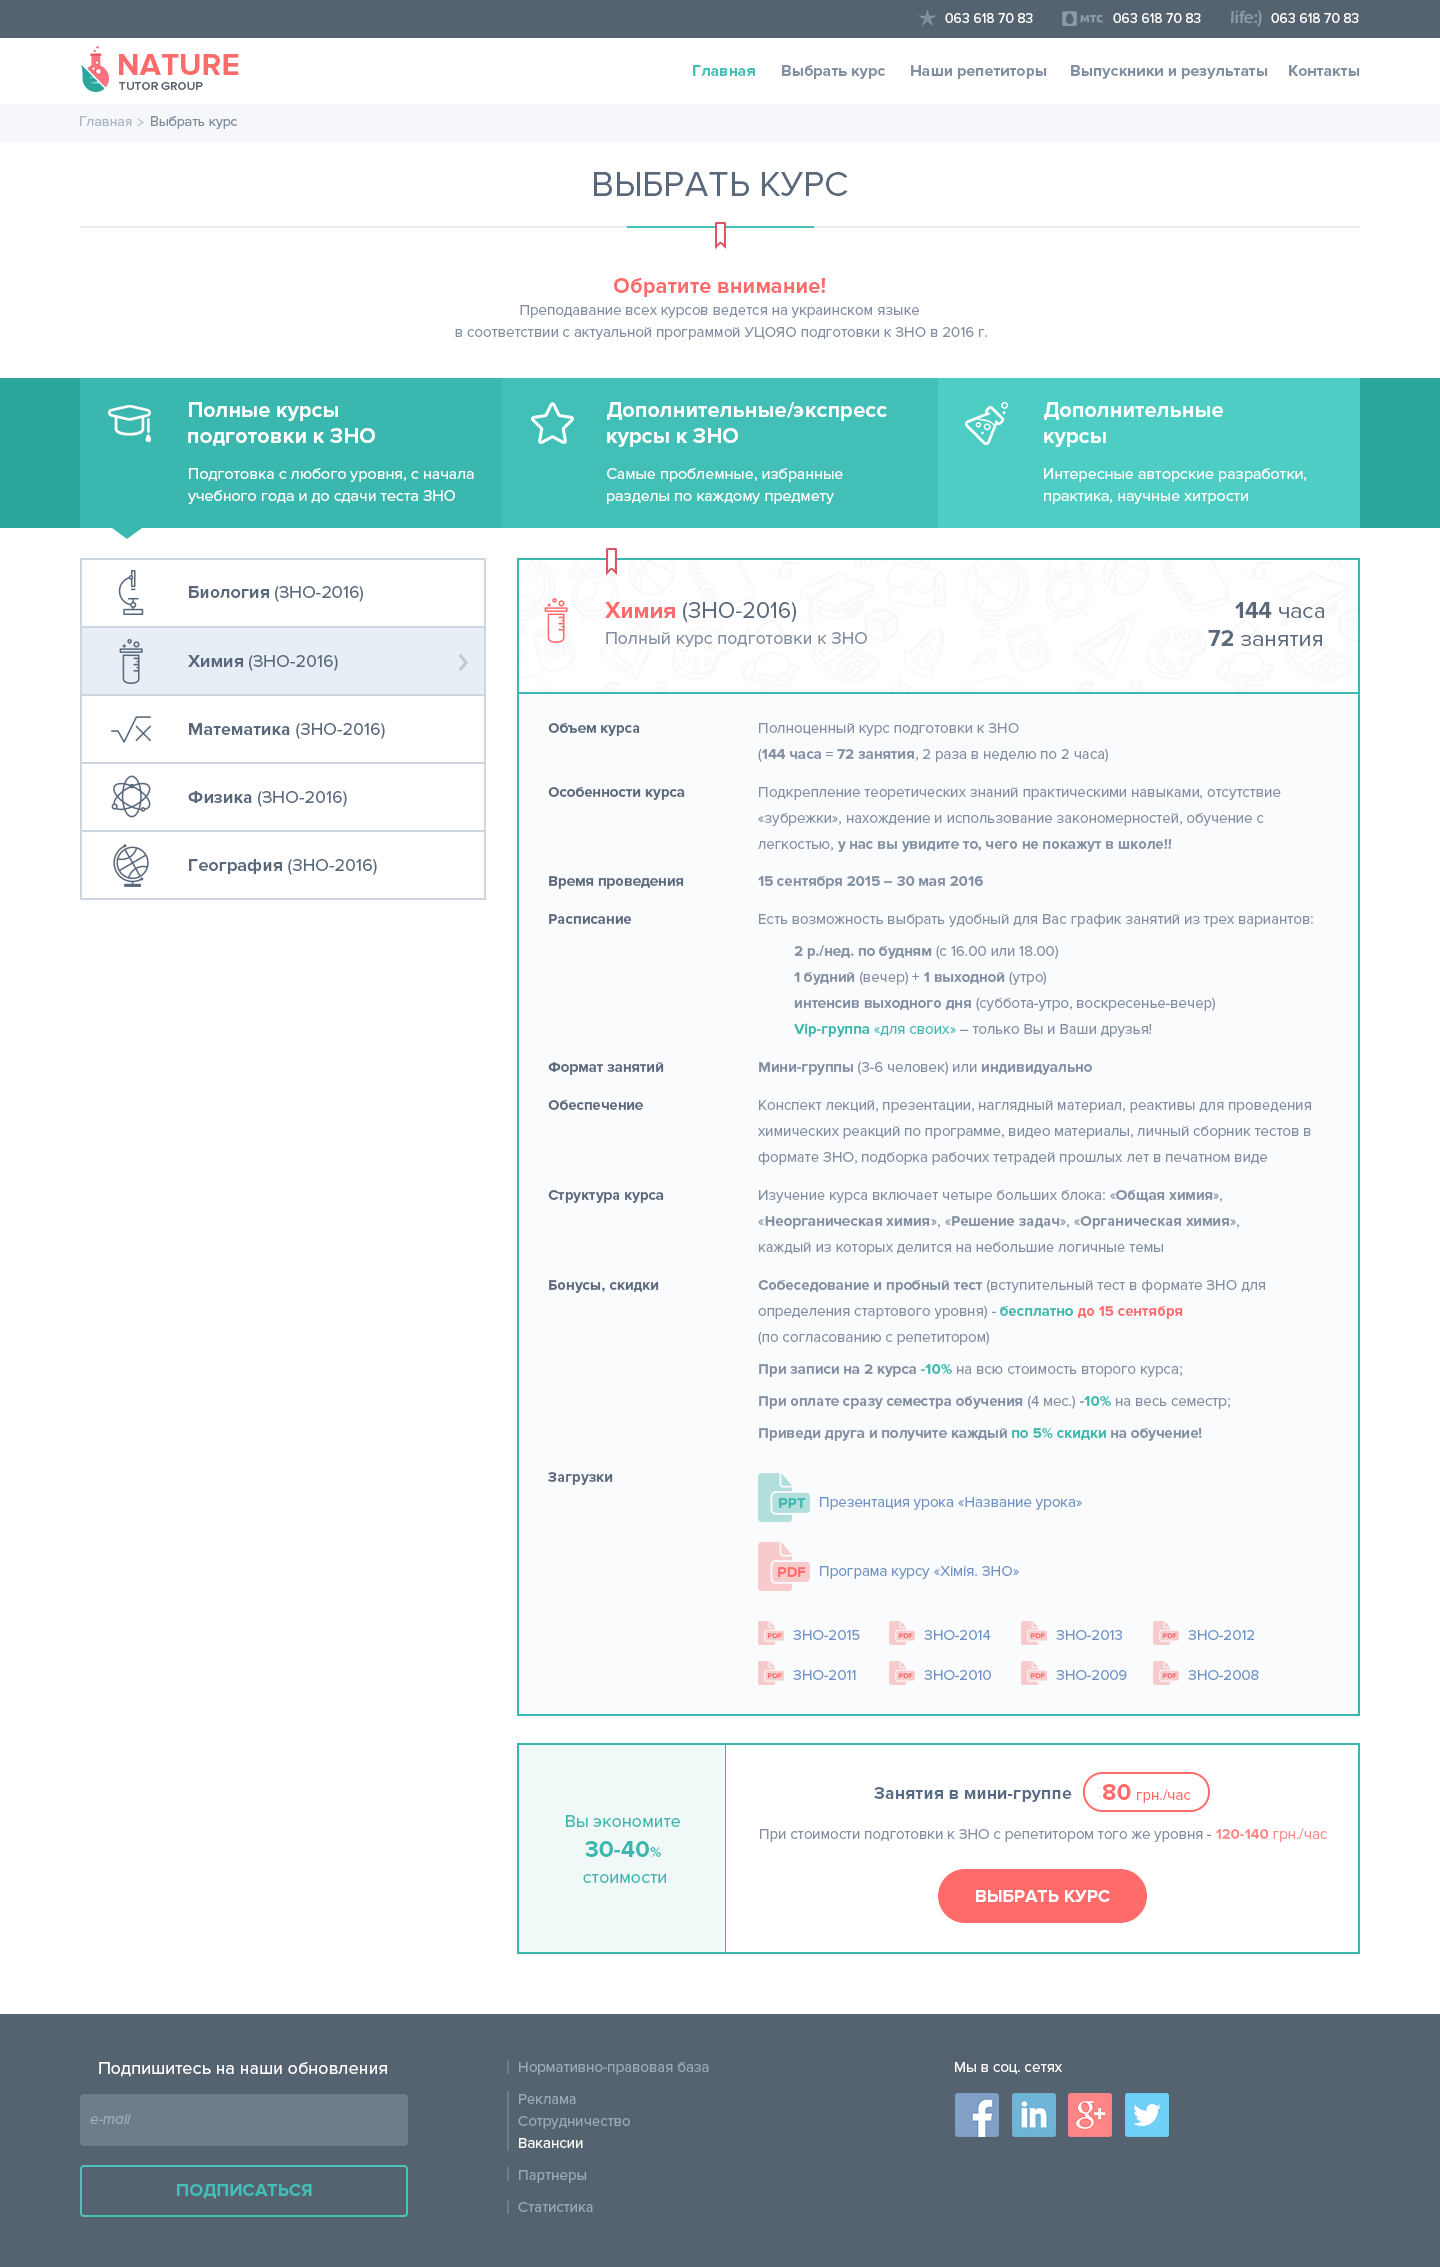 063 618 70 83 мтс 063 618 70 83 life:) 063 618 70 83
NATURE
TUTOR GROUP
Главная Выбрать курс Наши репетиторы Выпускники и результаты Контакты
Главная > Выбрать курс
ВЫБРАТЬ КУРС
Обратите внимание!
Преподавание всех курсов ведется на украинском языке
в соответствии с актуальной программой УЦОЯО подготовки к ЗНО в 2016 г.
Полные курсы
подготовки к ЗНО
Подготовка с любого уровня, с начала
учебного года и до сдачи теста ЗНО
Дополнительные/экспресс
курсы к ЗНО
Самые проблемные, избранные
разделы по каждому предмету
Дополнительные
курсы
Интересные авторские разработки,
практика, научные хитрости
Биология (ЗНО-2016)
Химия (ЗНО-2016)
Математика (ЗНО-2016)
Физика (ЗНО-2016)
География (ЗНО-2016)
Химия (ЗНО-2016)
Полный курс подготовки к ЗНО
144 часа
72 занятия
Объем курса
Полноценный курс подготовки к ЗНО
(144 часа = 72 занятия, 2 раза в неделю по 2 часа)
Особенности курса
Подкрепление теоретических знаний практическими навыками, отсутствие
«зубрежки», нахождение и использование закономерностей, обучение с
легкостью, у нас вы увидите то, чего не покажут в школе!!
Время проведения
15 сентября 2015 – 30 мая 2016
Расписание
Есть возможность выбрать удобный для Вас график занятий из трех вариантов:
2 р./нед. по будням (с 16.00 или 18.00)
1 будний (вечер) + 1 выходной (утро)
интенсив выходного дня (суббота-утро, воскресенье-вечер)
Vip-группа «для своих» – только Вы и Ваши друзья!
Формат занятий
Мини-группы (3-6 человек) или индивидуально
Обеспечение
Конспект лекций, презентации, наглядный материал, реактивы для проведения
химических реакций по программе, видео материалы, личный сборник тестов в
формате ЗНО, подборка рабочих тетрадей прошлых лет в печатном виде
Структура курса
Изучение курса включает четыре больших блока: «Общая химия»,
«Неорганическая химия», «Решение задач», «Органическая химия»,
каждый из которых делится на небольшие логичные темы
Бонусы, скидки
Собеседование и пробный тест (вступительный тест в формате ЗНО для
определения стартового уровня) - бесплатно до 15 сентября
(по согласованию с репетитором)
При записи на 2 курса -10% на всю стоимость второго курса;
При оплате сразу семестра обучения (4 мес.) -10% на весь семестр;
Приведи друга и получите каждый по 5% скидки на обучение!
Загрузки
PPT Презентация урока «Название урока»
PDF Програма курсу «Хімія. ЗНО»
PDF ЗНО-2015 PDF ЗНО-2014 PDF ЗНО-2013 PDF ЗНО-2012
PDF ЗНО-2011 PDF ЗНО-2010 PDF ЗНО-2009 PDF ЗНО-2008
Вы экономите
30-40%
стоимости
Занятия в мини-группе 80 грн./час
При стоимости подготовки к ЗНО с репетитором того же уровня - 120-140 грн./час
ВЫБРАТЬ КУРС
Подпишитесь на наши обновления
e-mail
ПОДПИСАТЬСЯ
Нормативно-правовая база
Реклама
Сотрудничество
Вакансии
Партнеры
Статистика
Мы в соц. сетях
f in g+